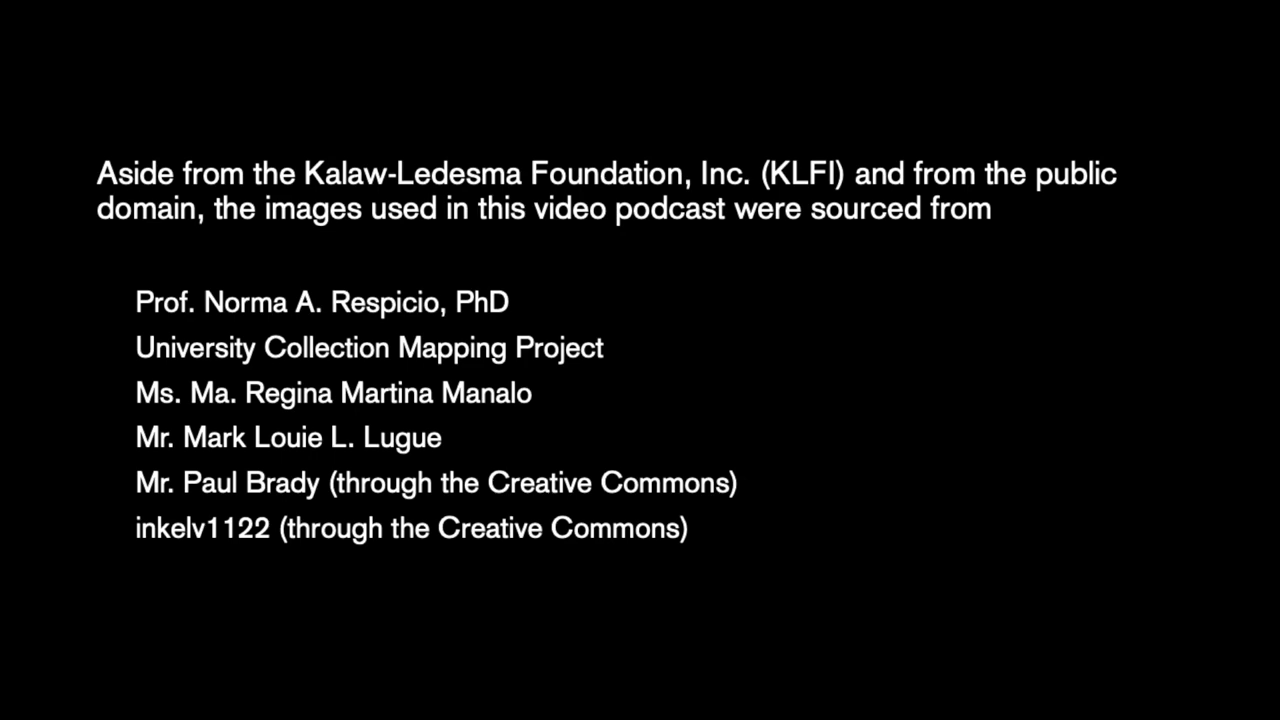 Aside from the Kalaw-Ledesma Foundation, Inc. (KLFI) and from the public
domain, the images used in this video podcast were sourced from
Prof. Norma A. Respicio, PhD
University Collection Mapping Project
Ms. Ma. Regina Martina Manalo
Mr. Mark Louie L. Lugue
Mr. Paul Brady (through the Creative Commons)
inkelv1122 (through the Creative Commons)